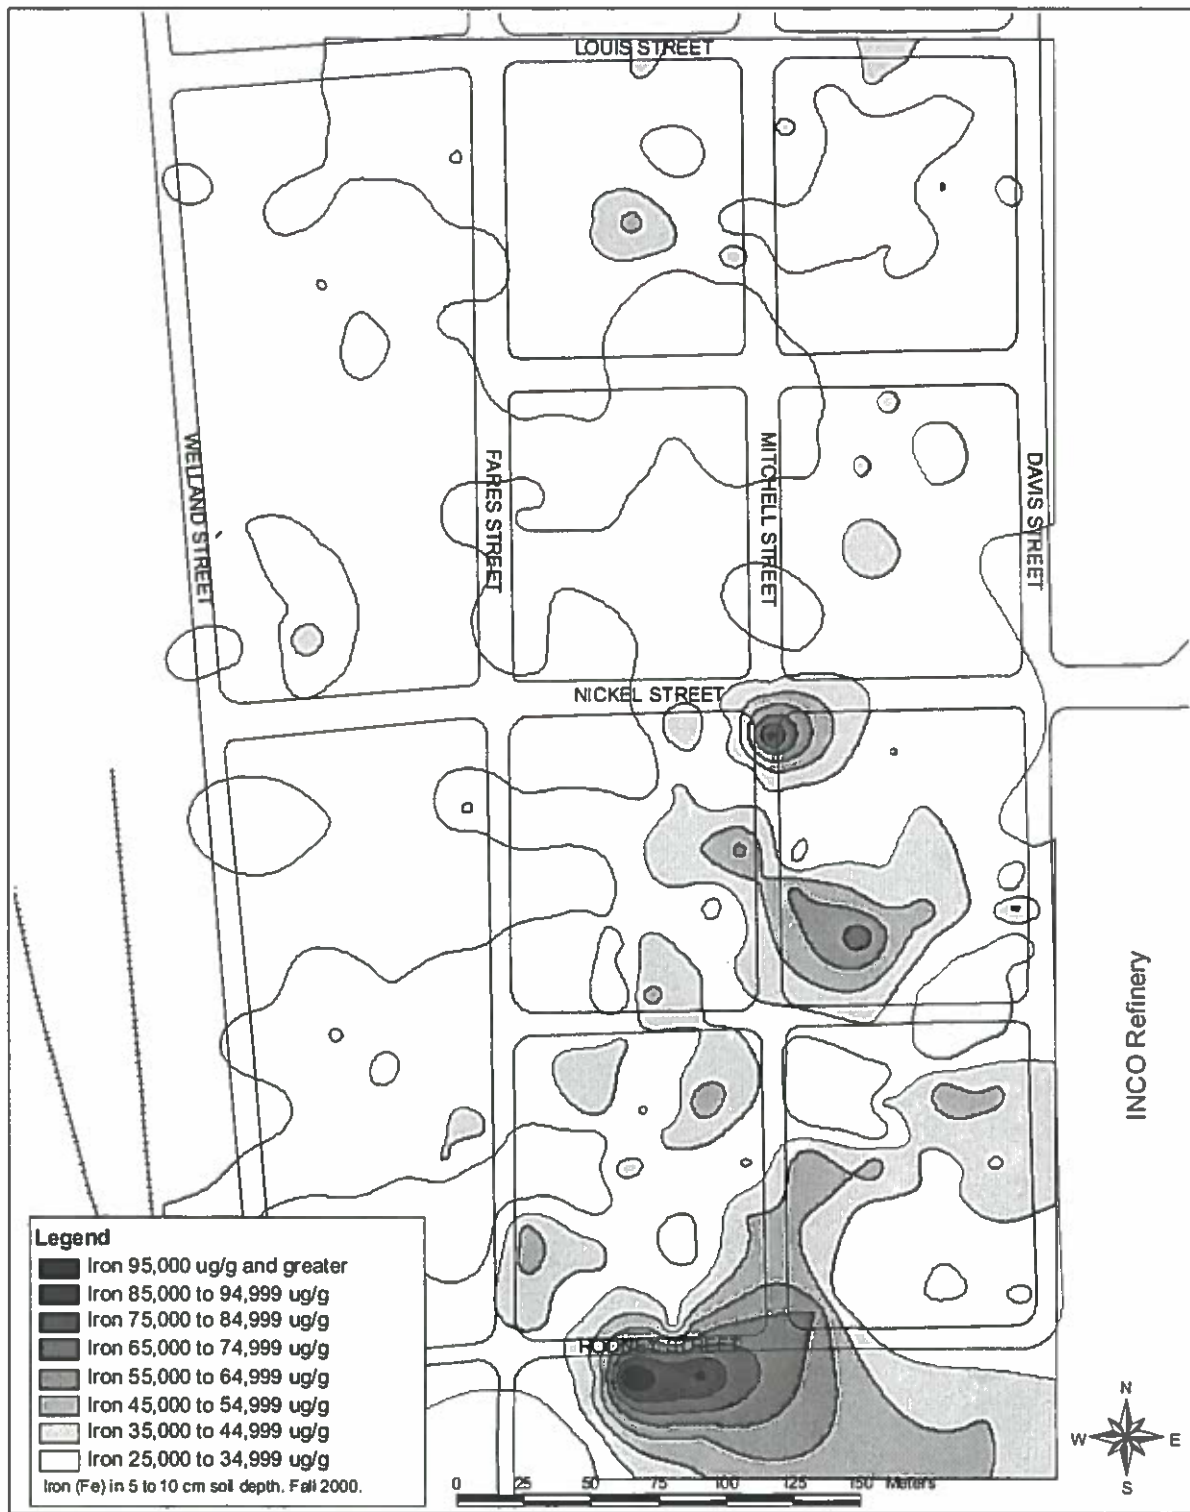 LOUIS STREET
WELLAND STREET
FARES STREET
MITCHELL STREET
DAVIS STREET
NICKEL STREET
INCO Refinery
RODNEY STREET
Legend
Iron 95,000 ug/g and greater
Iron 85,000 to 94,999 ug/g
Iron 75,000 to 84,999 ug/g
Iron 65,000 to 74,999 ug/g
Iron 55,000 to 64,999 ug/g
Iron 45,000 to 54,999 ug/g
Iron 35,000 to 44,999 ug/g
Iron 25,000 to 34,999 ug/g
Iron (Fe) in 5 to 10 cm soil depth. Fall 2000.
0 25 50 75 100 125 150 Meters
N
W E
S